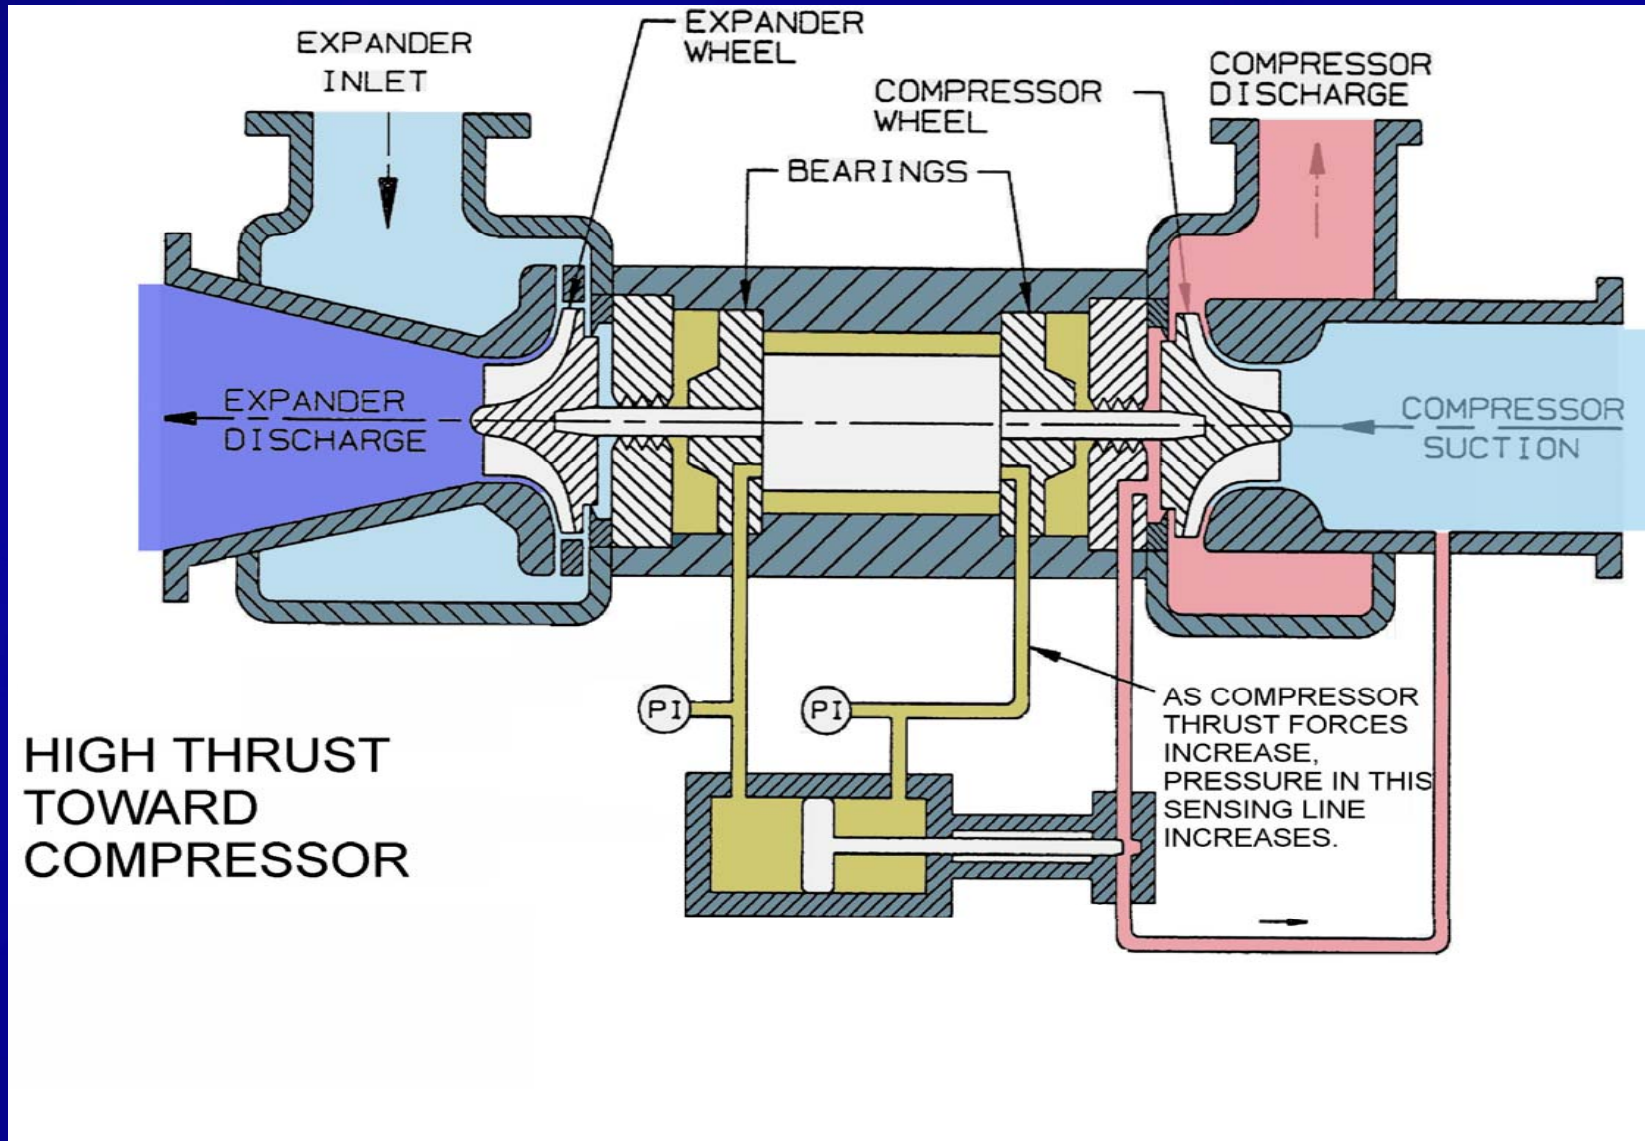 EXPANDER
INLET
EXPANDER
WHEEL
COMPRESSOR
WHEEL
COMPRESSOR
DISCHARGE
BEARINGS
EXPANDER
DISCHARGE
COMPRESSOR
SUCTION
PI
PI
AS COMPRESSOR
THRUST FORCES
INCREASE,
PRESSURE IN THIS
SENSING LINE
INCREASES.
HIGH THRUST
TOWARD
COMPRESSOR